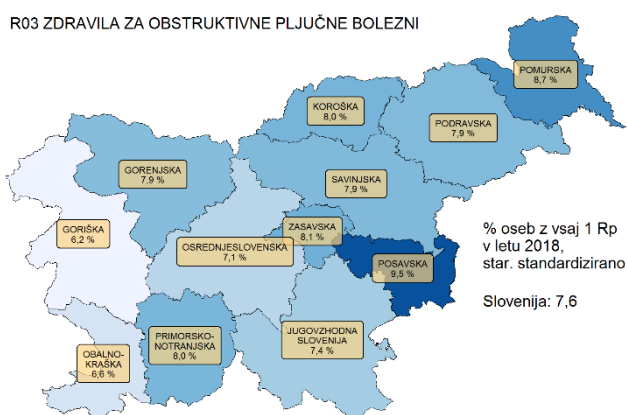 R03 ZDRAVILA ZA OBSTRUKTIVNE PLJUČNE BOLEZNI
POMURSKA
8,7 %
KOROŠKA
8,0 %
PODRAVSKA
7,9 %
GORENJSKA
7,9 %
SAVINJSKA
7,9 %
GORIŠKA
6,2 %
ZASAVSKA
8,1 %
OSREDNJESLOVENSKA
7,1 %
POSAVSKA
9,5 %
% oseb z vsaj 1 Rp
v letu 2018,
star. standardizirano
Slovenija: 7,6
PRIMORSKO-
NOTRANJSKA
8,0 %
JUGOVZHODNA
SLOVENIJA
7,4 %
OBALNO-
KRAŠKA
6,6 %